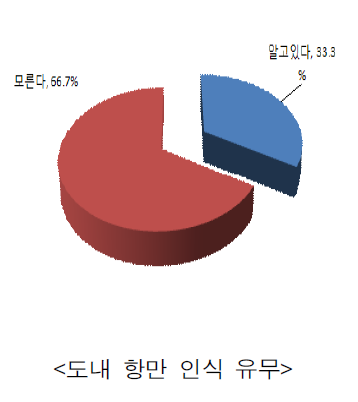 알고있다, 33.3
%
모른다, 66.7%
<도내 항만 인식 유무>